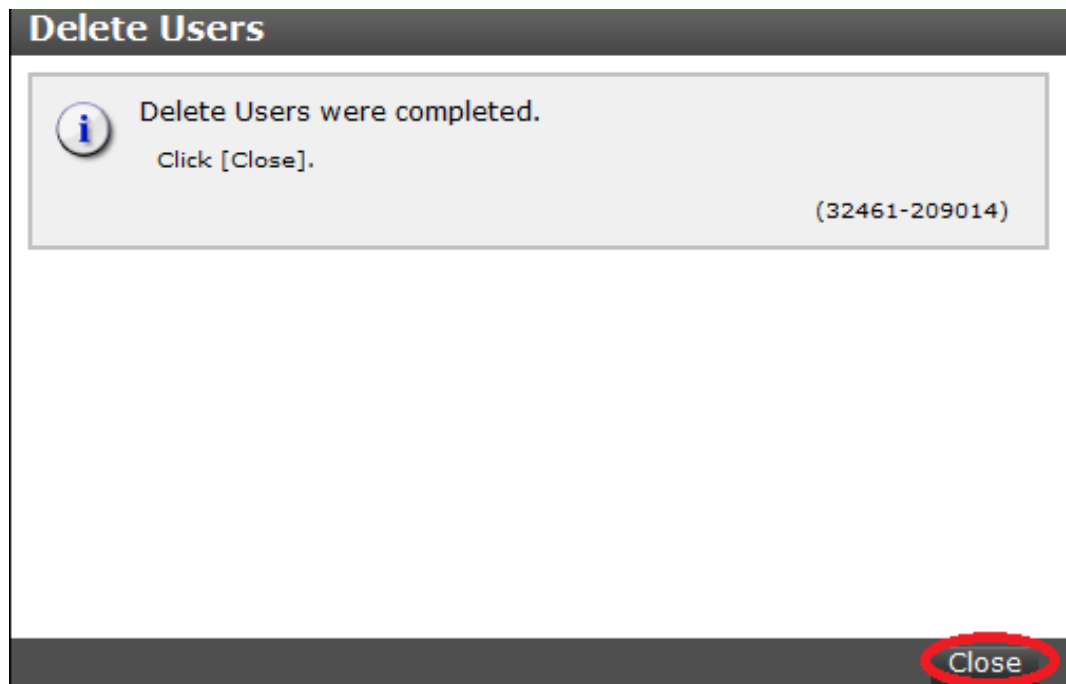 Delete Users
Delete Users were completed.
Click [Close].
(32461-209014)
Close